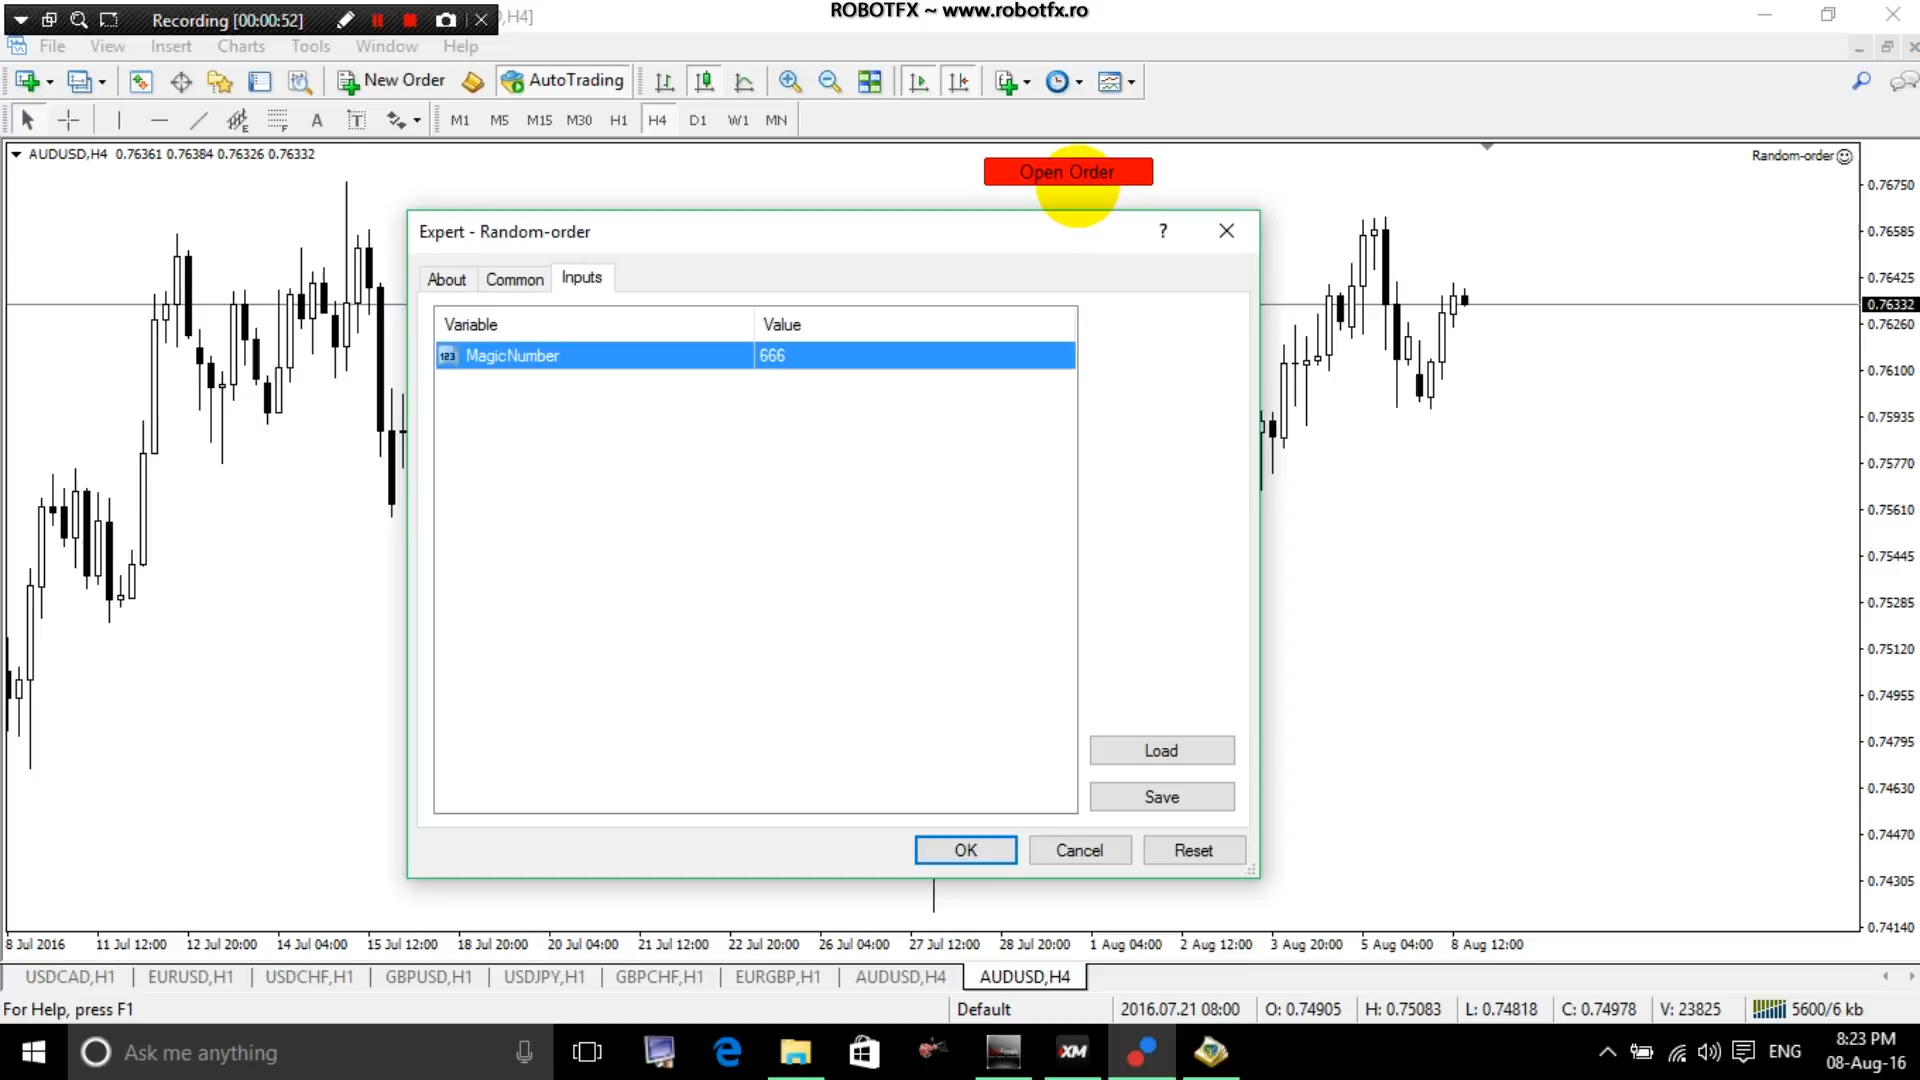 Recording [00:00:52]
,H4]
ROBOTFX ~ www.robotfx.ro
File View Insert Charts Tools Window Help
New Order AutoTrading
A T M1 M5 M15 M30 H1 H4 D1 W1 MN
AUDUSD,H4 0.76361 0.76384 0.76326 0.76332
Open Order
Random-order
0.76750
0.76585
0.76425
0.76332
0.76260
0.76100
0.75935
0.75770
0.75610
0.75445
0.75285
0.75120
0.74955
0.74795
0.74630
0.74470
0.74305
0.74140
Expert - Random-order ?
About Common Inputs
Variable Value
123 MagicNumber 666
Load
Save
OK Cancel Reset
8 Jul 2016 11 Jul 12:00 12 Jul 20:00 14 Jul 04:00 15 Jul 12:00 18 Jul 20:00 20 Jul 04:00 21 Jul 12:00 22 Jul 20:00 26 Jul 04:00 27 Jul 12:00 28 Jul 20:00 1 Aug 04:00 2 Aug 12:00 3 Aug 20:00 5 Aug 04:00 8 Aug 12:00
USDCAD,H1 EURUSD,H1 USDCHF,H1 GBPUSD,H1 USDJPY,H1 GBPCHF,H1 EURGBP,H1 AUDUSD,H4 AUDUSD,H4
For Help, press F1 Default 2016.07.21 08:00 O: 0.74905 H: 0.75083 L: 0.74818 C: 0.74978 V: 23825 5600/6 kb
Ask me anything XM ENG 8:23 PM
08-Aug-16